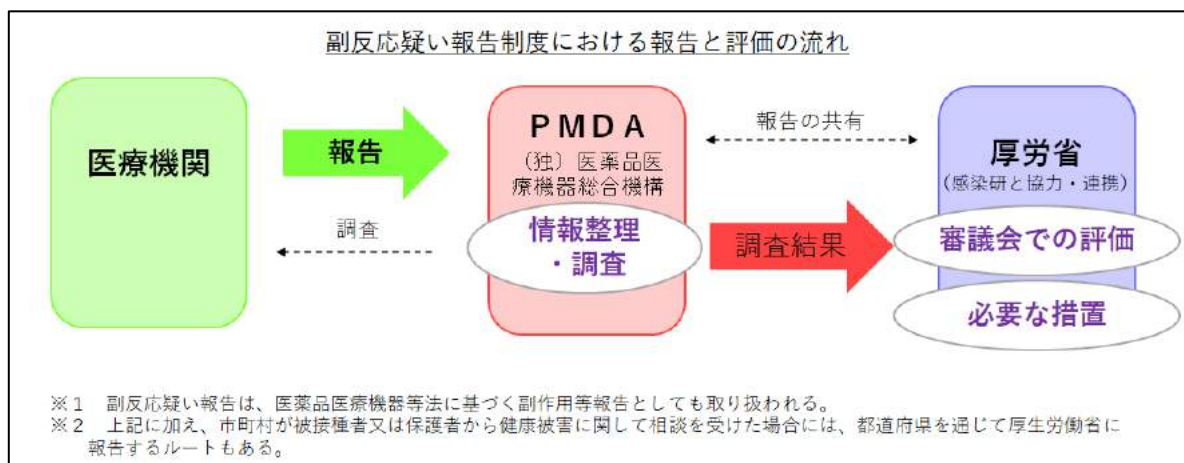 副反応疑い報告制度における報告と評価の流れ
医療機関
報告
調査
PMDA
（独）医薬品医
療機器総合機構
情報整理
・調査
報告の共有
調査結果
厚労省
(感染研と協力・連携)
審議会での評価
必要な措置
※１　副反応疑い報告は、医薬品医療機器等法に基づく副作用等報告としても取り扱われる。
※２　上記に加え、市町村が被接種者又は保護者から健康被害に関して相談を受けた場合には、都道府県を通じて厚生労働省に
報告するルートもある。